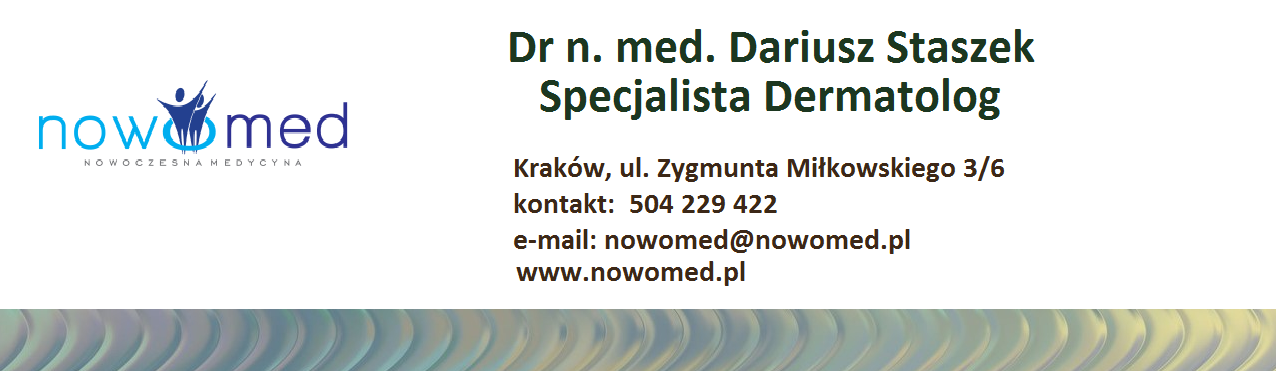 nowomed
NOWOCZESNA MEDYCYNA
Dr n. med. Dariusz Staszek
Specjalista Dermatolog
Kraków, ul. Zygmunta Miłkowskiego 3/6
kontakt: 504 229 422
e-mail: nowomed@nowomed.pl
www.nowomed.pl